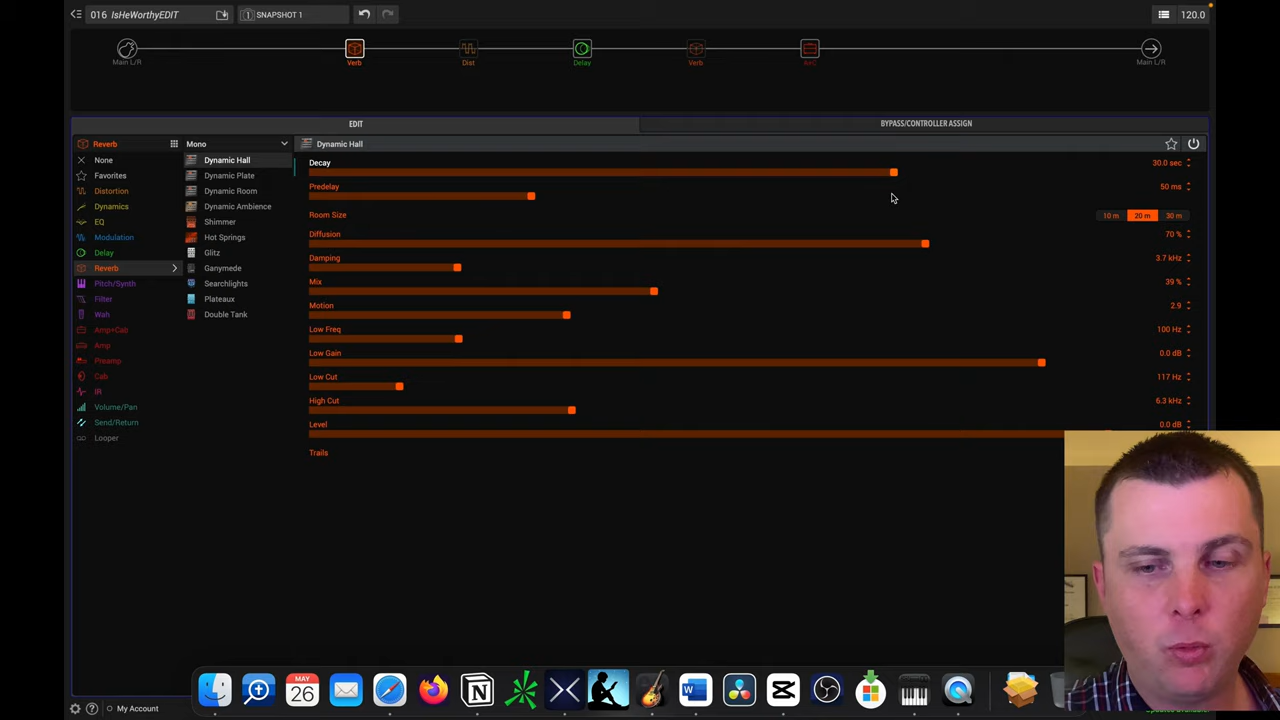 016 IsHeWorthyEDIT
1 SNAPSHOT 1
120.0
Main L/R
Verb
Dist
Delay
Verb
A+C
Main L/R
EDIT
BYPASS/CONTROLLER ASSIGN
Reverb
None
Favorites
Distortion
Dynamics
EQ
Modulation
Delay
Reverb
Pitch/Synth
Filter
Wah
Amp+Cab
Amp
Preamp
Cab
IR
Volume/Pan
Send/Return
Looper
Mono
Dynamic Hall
Dynamic Plate
Dynamic Room
Dynamic Ambience
Shimmer
Hot Springs
Glitz
Ganymede
Searchlights
Plateaux
Double Tank
Dynamic Hall
Decay 30.0 sec
Predelay 50 ms
Room Size 10 m 20 m 30 m
Diffusion 70 %
Damping 3.7 kHz
Mix 39 %
Motion 2.9
Low Freq 100 Hz
Low Gain 0.0 dB
Low Cut 117 Hz
High Cut 6.3 kHz
Level 0.0 dB
Trails
MAY
26
My Account